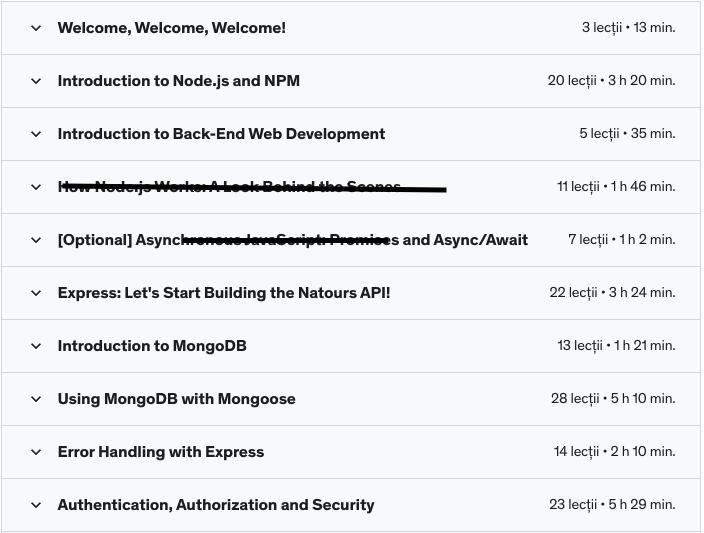 Welcome, Welcome, Welcome! 3 lecții • 13 min.
Introduction to Node.js and NPM 20 lecții • 3 h 20 min.
Introduction to Back-End Web Development 5 lecții • 35 min.
How Node.js Works: A Look Behind the Scenes 11 lecții • 1 h 46 min.
[Optional] Asynchronous JavaScript: Promises and Async/Await 7 lecții • 1 h 2 min.
Express: Let's Start Building the Natours API! 22 lecții • 3 h 24 min.
Introduction to MongoDB 13 lecții • 1 h 21 min.
Using MongoDB with Mongoose 28 lecții • 5 h 10 min.
Error Handling with Express 14 lecții • 2 h 10 min.
Authentication, Authorization and Security 23 lecții • 5 h 29 min.